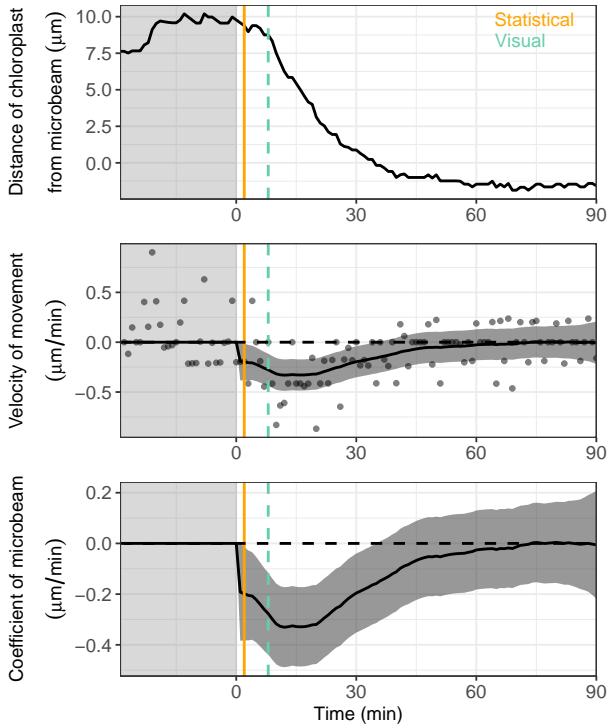 Distance of chloroplast
from microbeam (μm)
10.0
7.5
5.0
2.5
0.0
Statistical
Visual
0
30
60
90
Velocity of movement
(μm/min)
0.5
0.0
−0.5
0
30
60
90
Coefficient of microbeam
(μm/min)
0.2
0.0
−0.2
−0.4
0
30
60
90
Time (min)